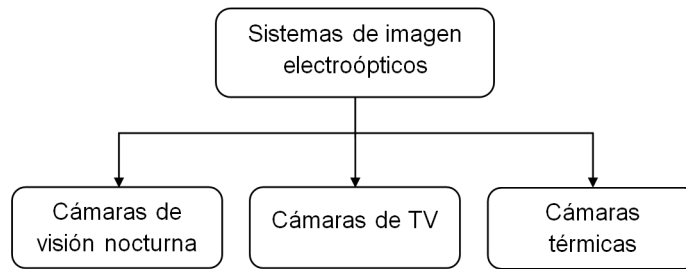 Sistemas de imagen
electroópticos
Cámaras de
visión nocturna
Cámaras de TV
Cámaras
térmicas